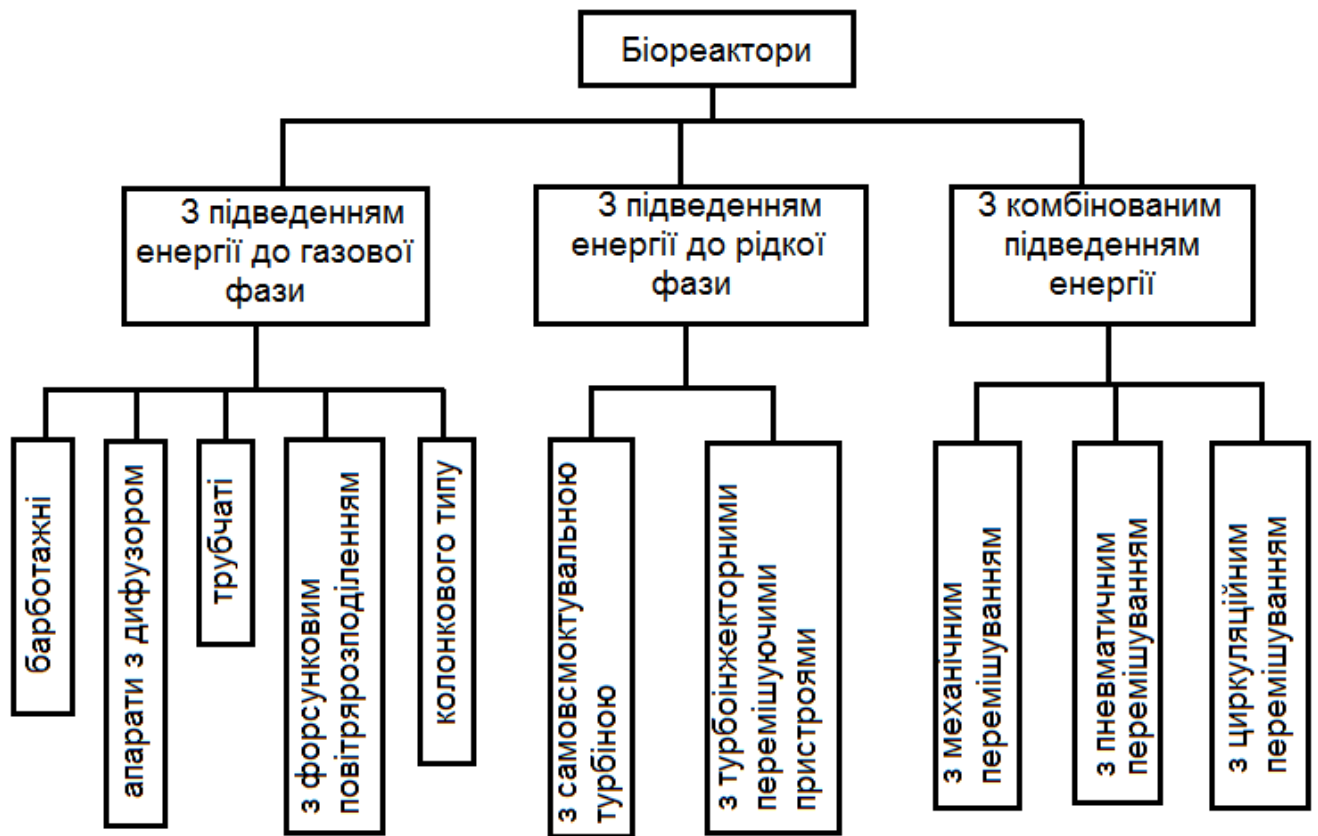 Біореактори
З підведенням
енергії до газової
фази
З підведенням
енергії до рідкої
фази
З комбінованим
підведенням
енергії
барботажні
апарати з дифузором
трубчаті
з форсунковим
повітрярозподіленням
колонкового типу
з самовсмоктувальною
турбіною
з турбоінжекторними
перемішуючими
пристроями
з механічним
перемішуванням
з пневматичним
перемішуванням
з циркуляційним
перемішуванням